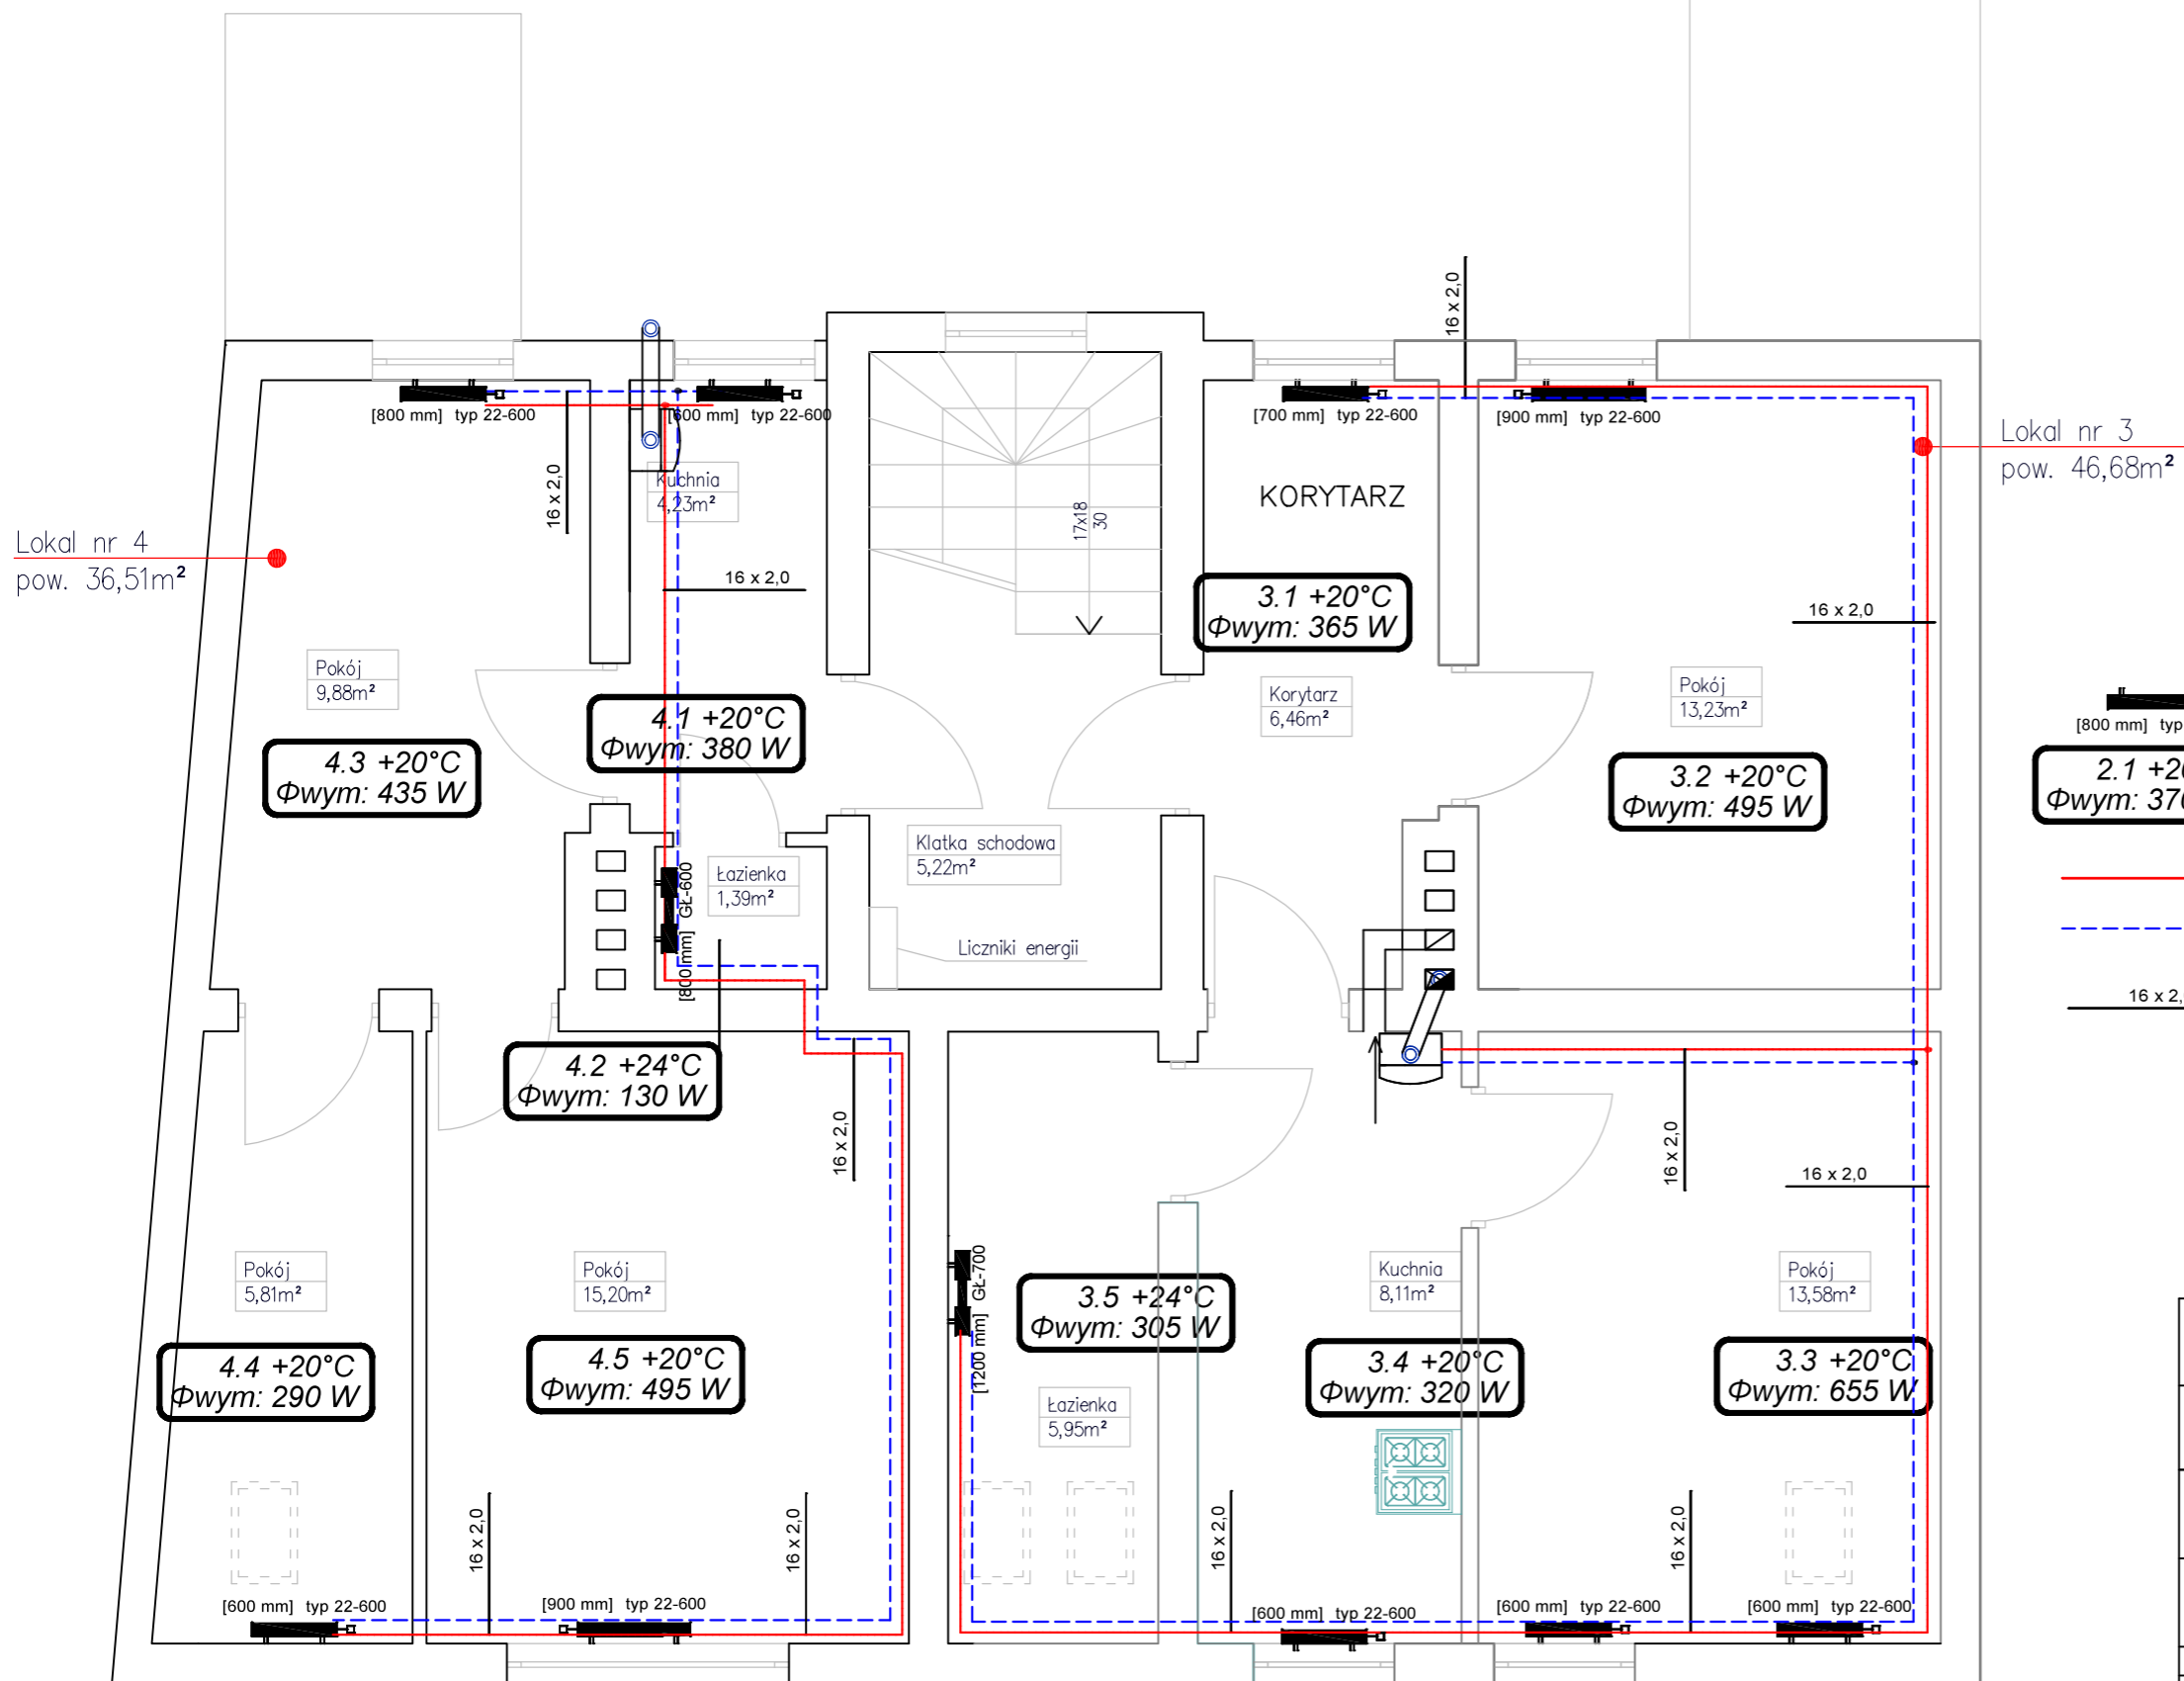 16 x 2,0
[800 mm] typ 22-600
[600 mm] typ 22-600
[700 mm] typ 22-600
[900 mm] typ 22-600
Lokal nr 3
pow. 46,68m²
Kuchnia
4,23m²
16 x 2,0
KORYTARZ
17x18
30
Lokal nr 4
pow. 36,51m²
16 x 2,0
3.1 +20°C
Φwym: 365 W
16 x 2,0
Pokój
9,88m²
Korytarz
6,46m²
Pokój
13,23m²
4.1 +20°C
Φwym: 380 W
4.3 +20°C
Φwym: 435 W
3.2 +20°C
Φwym: 495 W
[800 mm] typ
2.1 +2
Φwym: 37
Klatka schodowa
5,22m²
Łazienka
1,39m²
[800 mm] GŁ-600
Liczniki energii
16 x 2,
4.2 +24°C
Φwym: 130 W
16 x 2,0
16 x 2,0
16 x 2,0
Pokój
5,81m²
Pokój
15,20m²
[1200 mm] GŁ-700
3.5 +24°C
Φwym: 305 W
Kuchnia
8,11m²
Pokój
13,58m²
4.4 +20°C
Φwym: 290 W
4.5 +20°C
Φwym: 495 W
3.4 +20°C
Φwym: 320 W
3.3 +20°C
Φwym: 655 W
Łazienka
5,95m²
16 x 2,0
16 x 2,0
16 x 2,0
16 x 2,0
[600 mm] typ 22-600
[900 mm] typ 22-600
[600 mm] typ 22-600
[600 mm] typ 22-600
[600 mm] typ 22-600